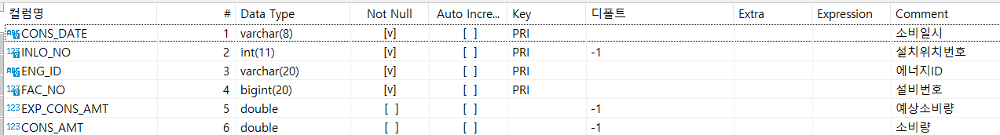 컬럼명 # Data Type Not Null Auto Incre... Key 디폴트 Extra Expression Comment
CONS_DATE 1 varchar(8) [v] [ ] PRI 소비일시
INLO_NO 2 int(11) [v] [ ] PRI -1 설치위치번호
ENG_ID 3 varchar(20) [v] [ ] PRI 에너지ID
FAC_NO 4 bigint(20) [v] [ ] PRI 설비번호
EXP_CONS_AMT 5 double [ ] [ ] -1 예상소비량
CONS_AMT 6 double [ ] [ ] -1 소비량